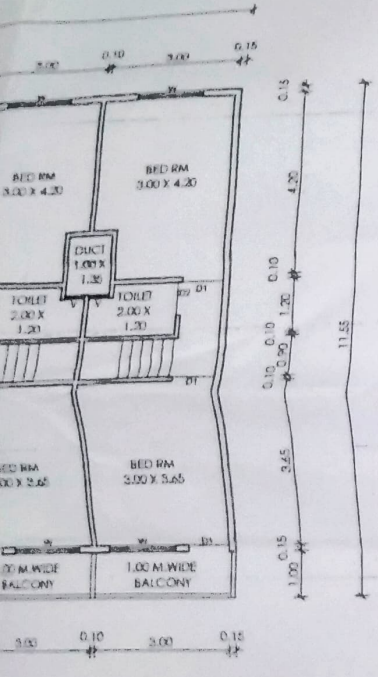 0.10
0.15
3.00
3.00
W
W
0.15
BED RM
3.00 X 4.20
BED RM
3.00 X 4.20
4.20
DUCT
1.00 X
1.35
0.10
D1
D2
TOILET
2.00 X
1.20
TOILET
2.00 X
1.20
1.20
0.10
0.90
11.55
D1
0.10
BED RM
3.00 X 3.65
3.65
W
W
D1
0.15
00 M.WIDE
BALCONY
1.00 M.WIDE
BALCONY
1.00
3.00
0.10
3.00
0.15